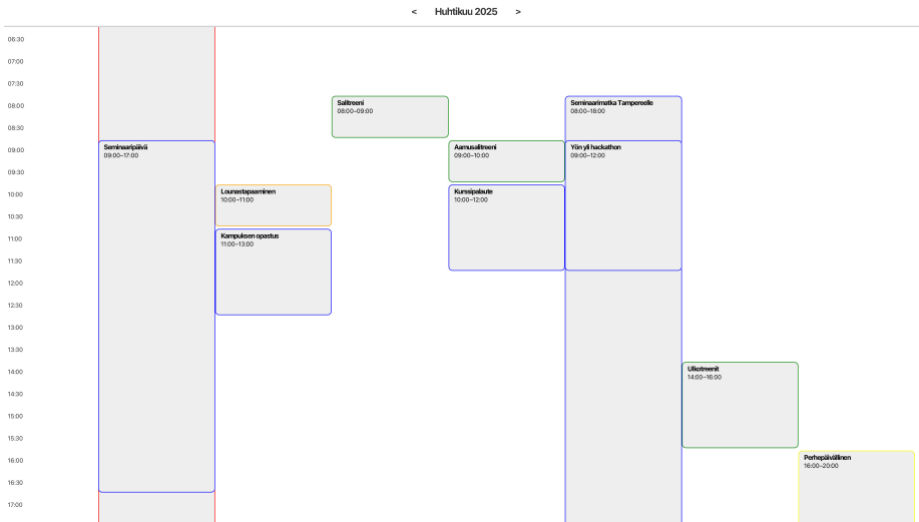 < Huhtikuu 2025 >
06:30
07:00
07:30
08:00
08:30
09:00
09:30
10:00
10:30
11:00
11:30
12:00
12:30
13:00
13:30
14:00
14:30
15:00
15:30
16:00
16:30
17:00
Seminaaripäivä
09:00–17:00
Lounastapaaminen
10:00–11:00
Kampuksen opastus
11:00–13:00
Salitreeni
08:00–09:00
Aamusalitreeni
09:00–10:00
Kurssipalaute
10:00–12:00
Seminaarimatka Tampereelle
08:00–18:00
Yön yli hackathon
09:00–12:00
Ulkotreenit
14:00–16:00
Perhepäivällinen
16:00–20:00